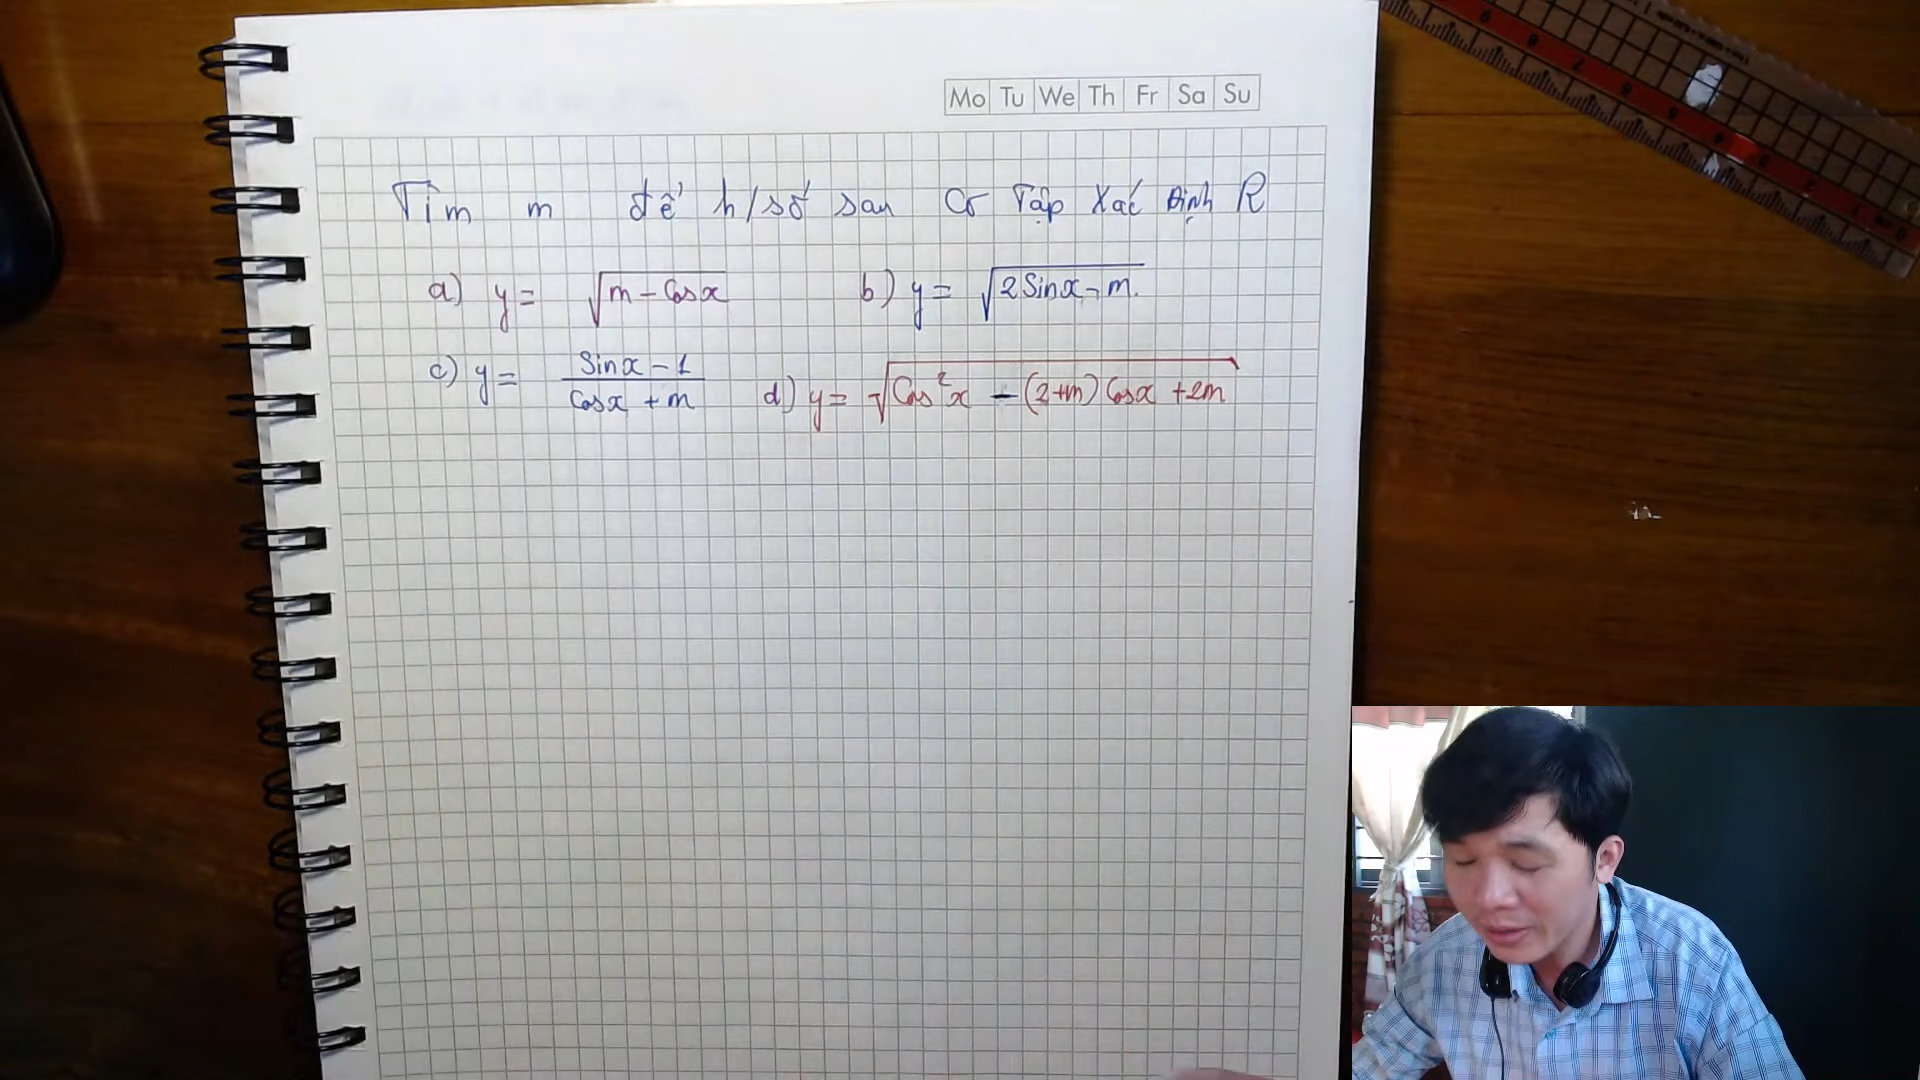 Mo Tu We Th Fr Sa Su
Tìm m để h/số sau có Tập Xác Định R
a) y = √m - Cosx b) y = √2Sinx - m.
c) y = Sinx - 1 / Cosx + m d) y = √Cos²x - (2+m) Cosx + 2m